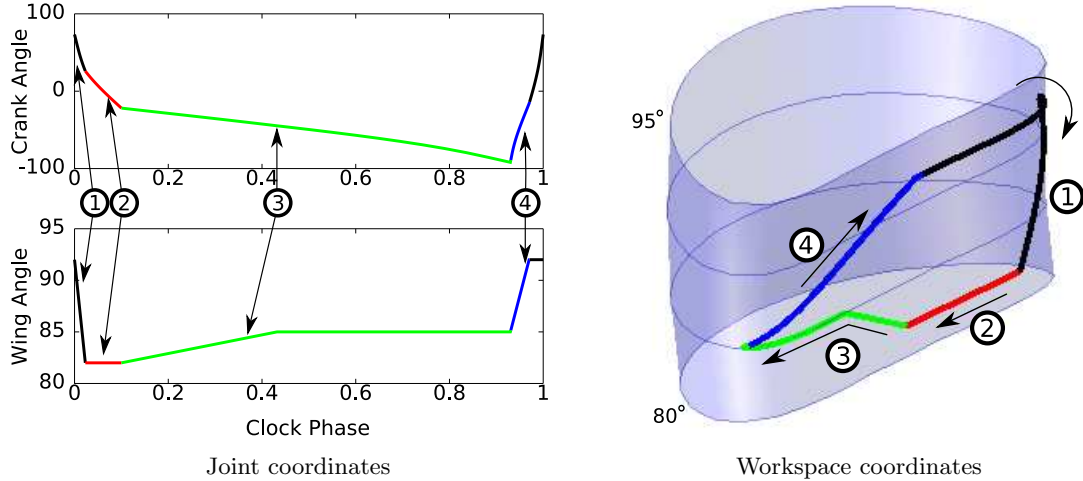 100
0
-100
Crank Angle
0 0.2 0.4 0.6 0.8 1
1 2 3 4
95
90
85
80
Wing Angle
0 0.2 0.4 0.6 0.8 1
Clock Phase
Joint coordinates
95°
80°
1
2
3
4
Workspace coordinates